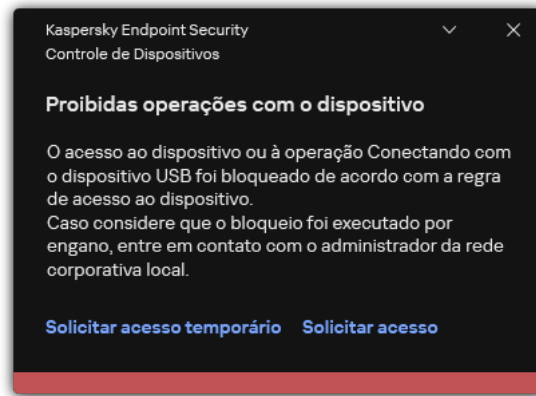 Kaspersky Endpoint Security
Controle de Dispositivos
Proibidas operações com o dispositivo
O acesso ao dispositivo ou à operação Conectando com
o dispositivo USB foi bloqueado de acordo com a regra
de acesso ao dispositivo.
Caso considere que o bloqueio foi executado por
engano, entre em contato com o administrador da rede
corporativa local.
Solicitar acesso temporário Solicitar acesso